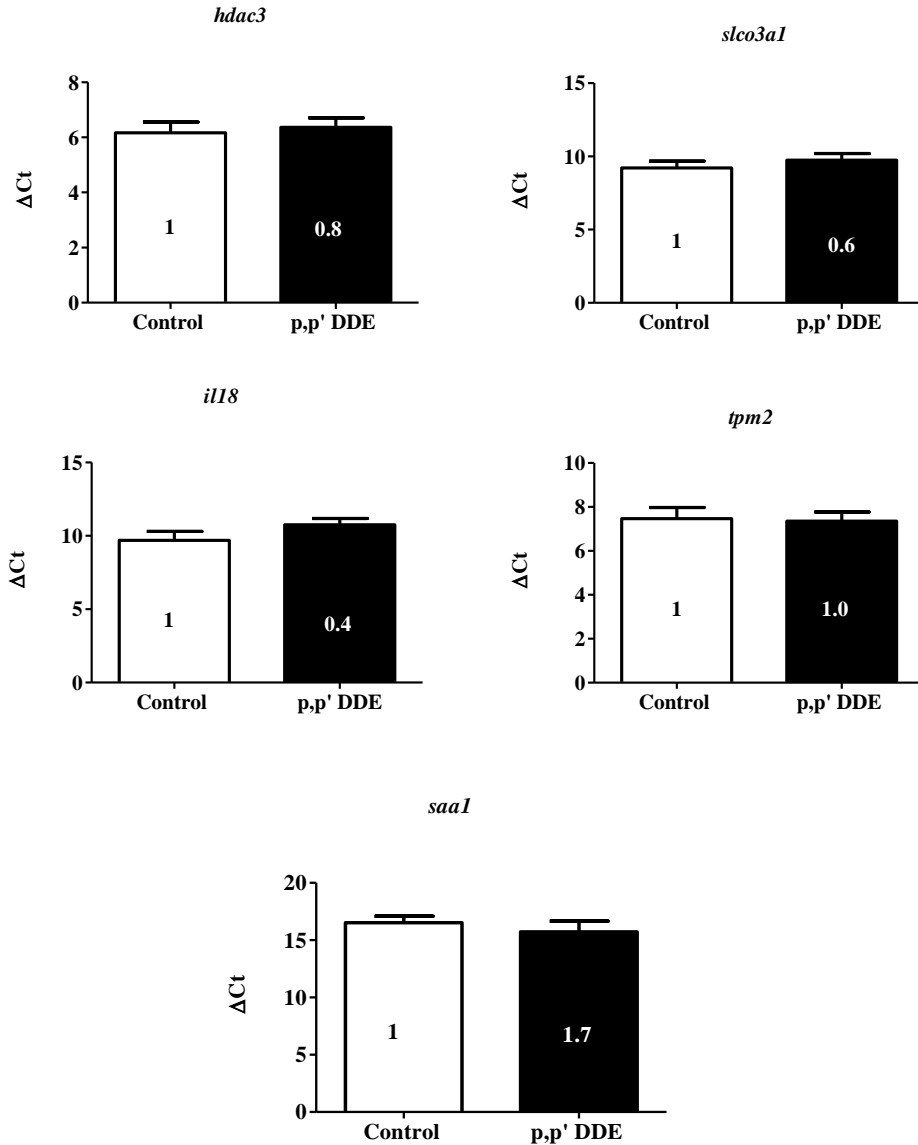 hdac3
8
6
4
2
0
ΔCt
1
0.8
Control
p,p' DDE
slco3a1
15
10
5
0
ΔCt
1
0.6
Control
p,p' DDE
il18
15
10
5
0
ΔCt
1
0.4
Control
p,p' DDE
tpm2
10
8
6
4
2
0
ΔCt
1
1.0
Control
p,p' DDE
saa1
20
15
10
5
0
ΔCt
1
1.7
Control
p,p' DDE